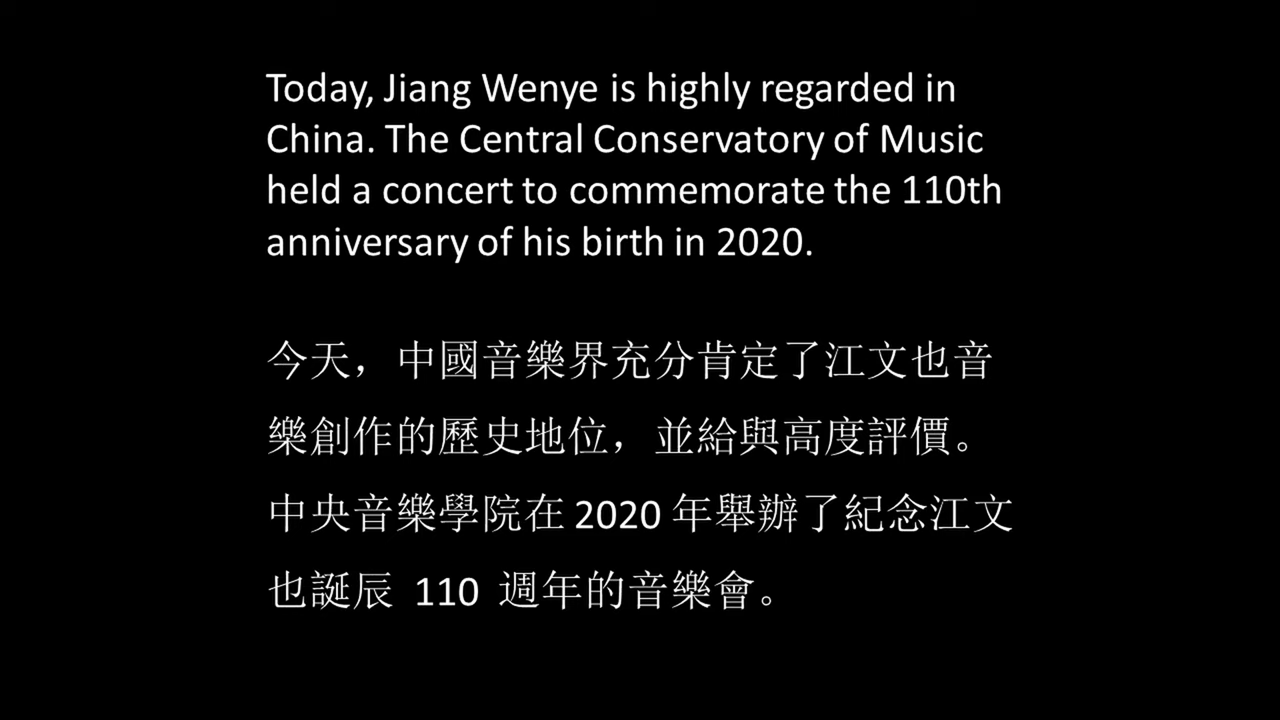 Today, Jiang Wenye is highly regarded in
China. The Central Conservatory of Music
held a concert to commemorate the 110th
anniversary of his birth in 2020.
今天，中國音樂界充分肯定了江文也音
樂創作的歷史地位，並給與高度評價。
中央音樂學院在 2020 年舉辦了紀念江文
也誕辰 110 週年的音樂會。